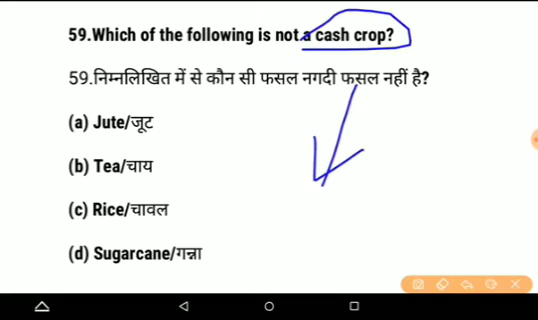 59.Which of the following is not a cash crop?
59.निम्नलिखित में से कौन सी फसल नगदी फसल नहीं है?
(a) Jute/जूट
(b) Tea/चाय
(c) Rice/चावल
(d) Sugarcane/गन्ना